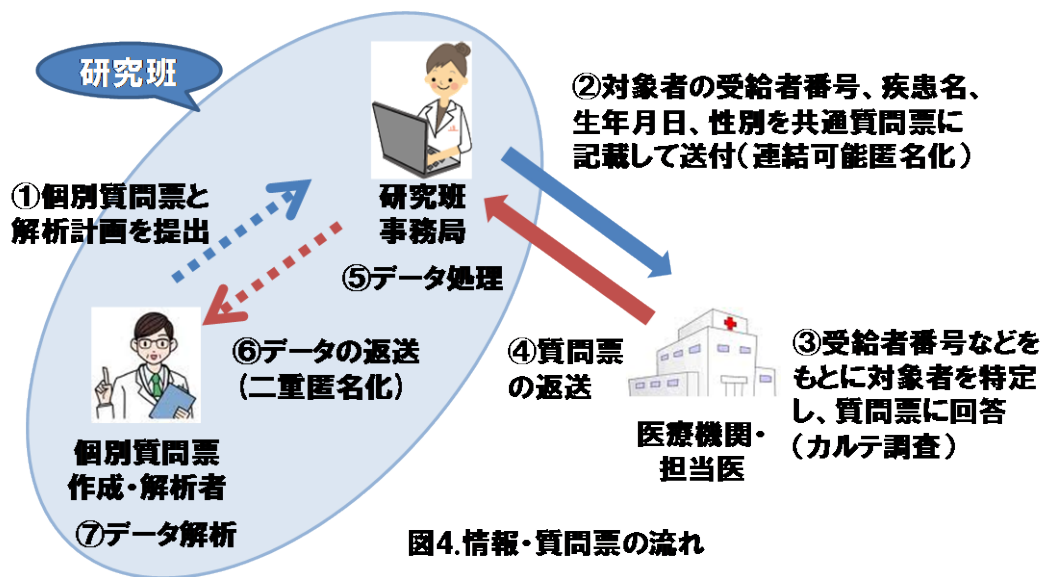 研究班
①個別質問票と
解析計画を提出
研究班
事務局
②対象者の受給者番号、疾患名、
生年月日、性別を共通質問票に
記載して送付(連結可能匿名化)
⑤データ処理
⑥データの返送
(二重匿名化)
④質問票
の返送
③受給者番号などを
もとに対象者を特定
し、質問票に回答
(カルテ調査)
医療機関・
担当医
個別質問票
作成・解析者
⑦データ解析
図4.情報・質問票の流れ